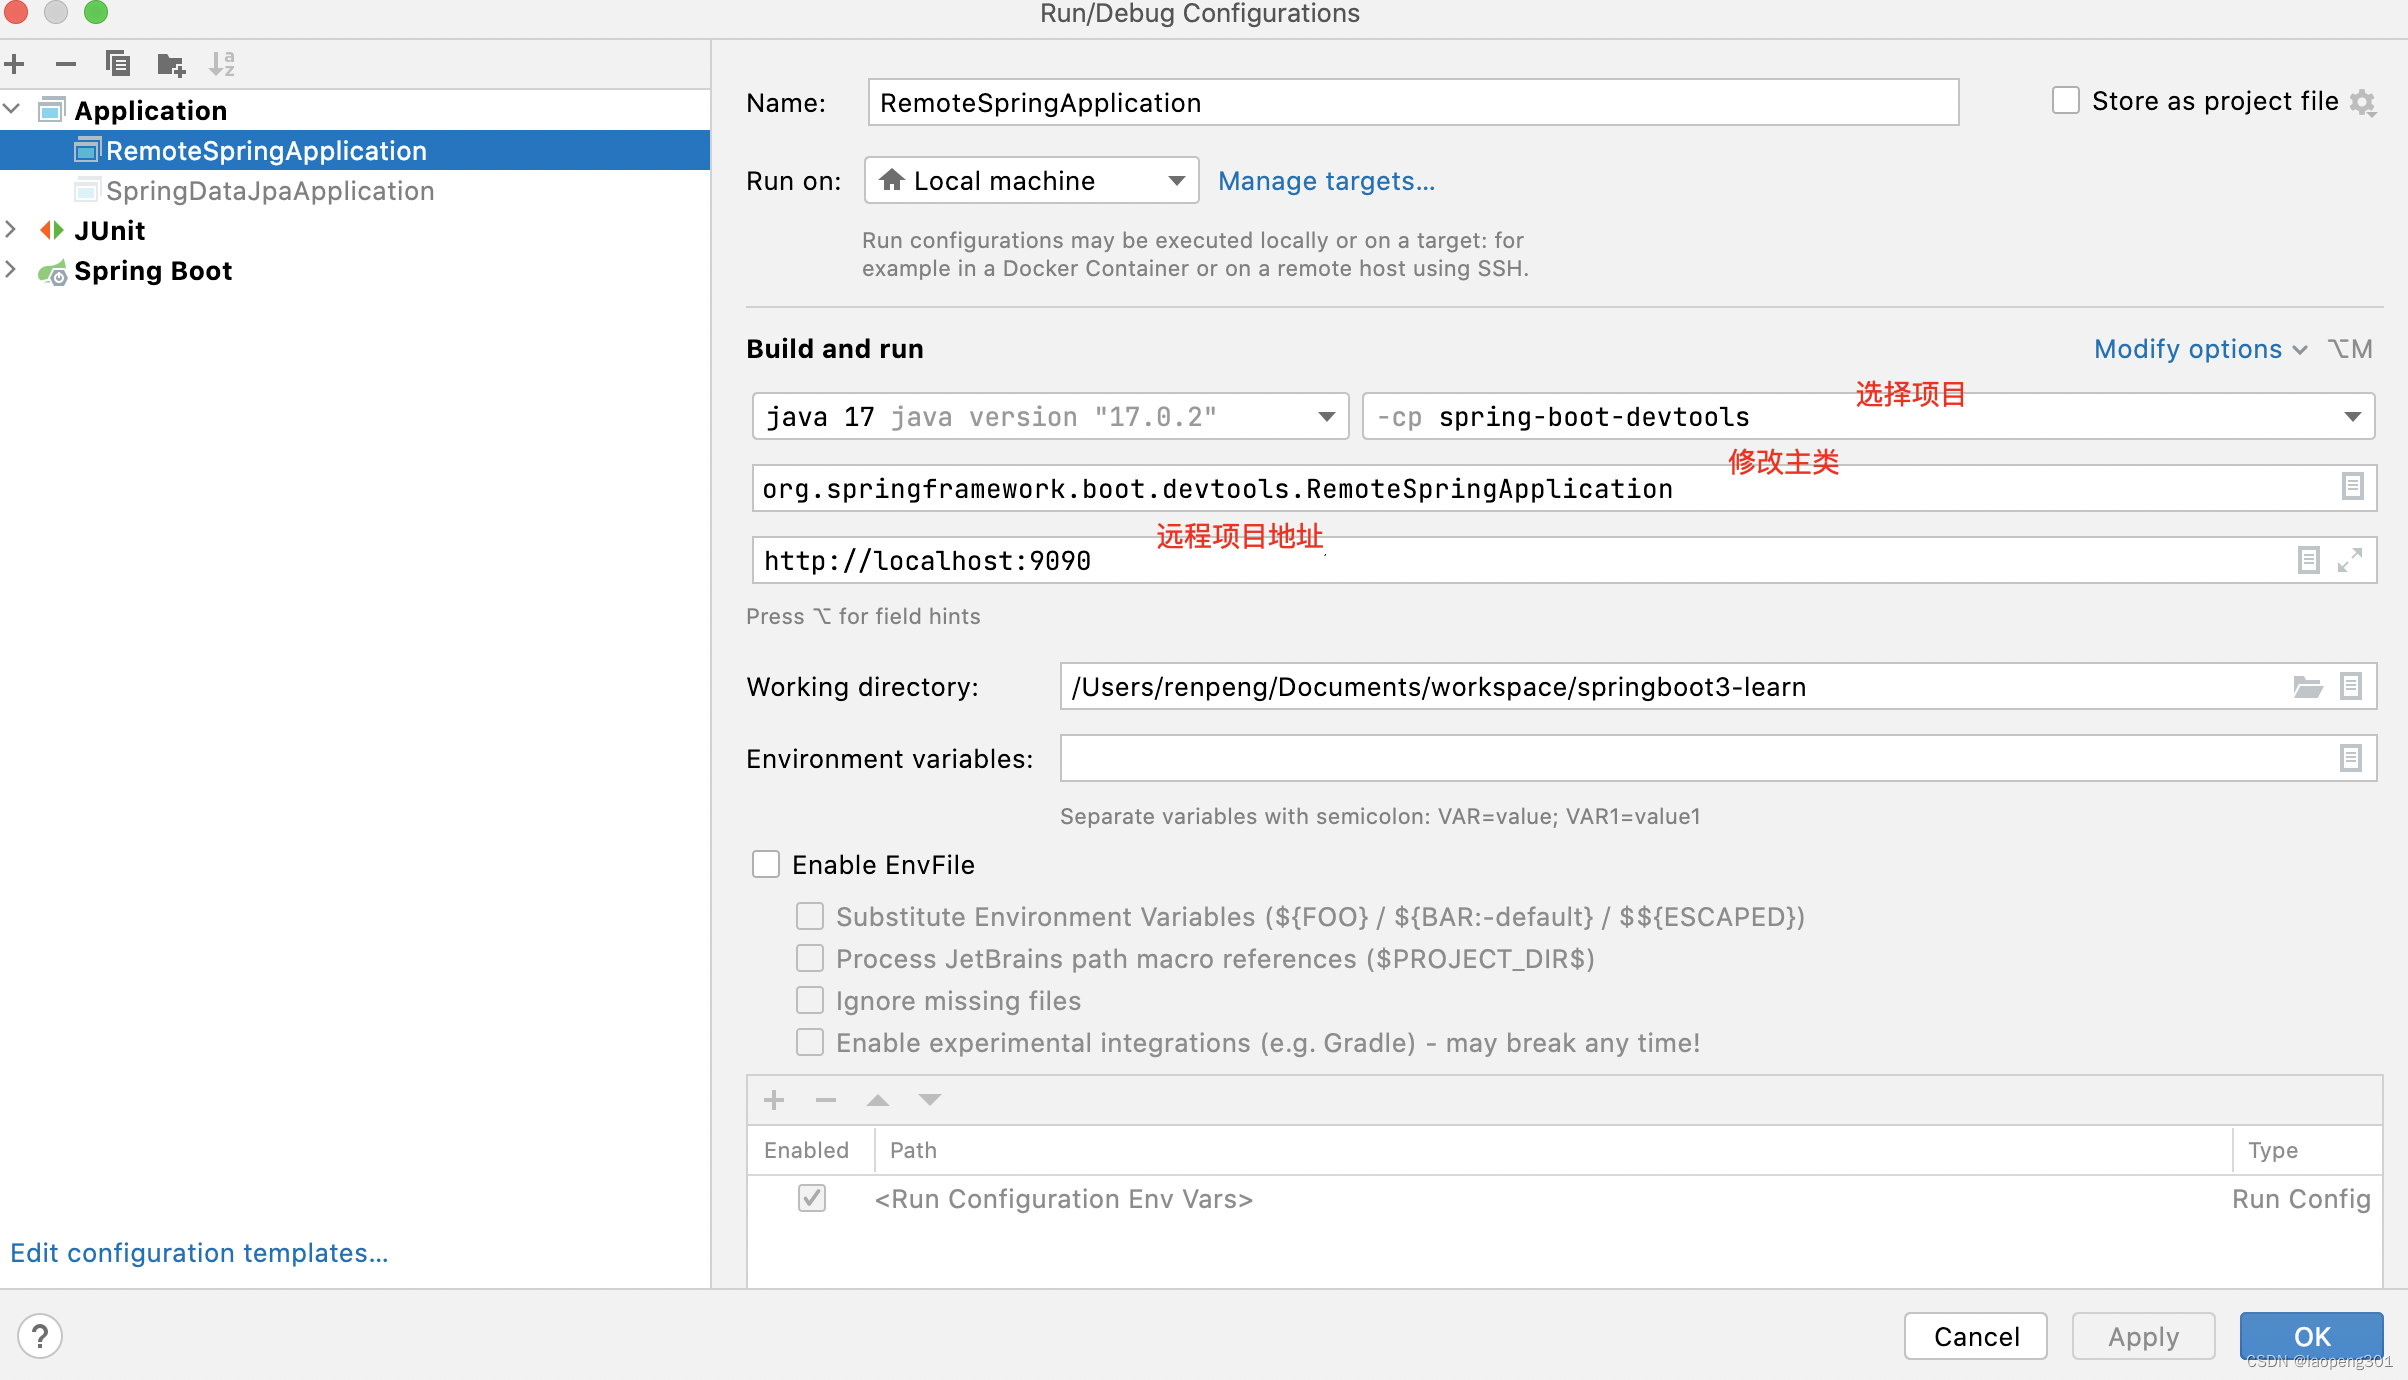 Run/Debug Configurations
Application
RemoteSpringApplication
SpringDataJpaApplication
JUnit
Spring Boot
Edit configuration templates...
Name: RemoteSpringApplication
Store as project file
Run on: Local machine Manage targets...
Run configurations may be executed locally or on a target: for
example in a Docker Container or on a remote host using SSH.
Build and run Modify options ⌥M
选择项目
java 17 java version "17.0.2" -cp spring-boot-devtools
修改主类
org.springframework.boot.devtools.RemoteSpringApplication
远程项目地址
http://localhost:9090
Press ⌥ for field hints
Working directory: /Users/renpeng/Documents/workspace/springboot3-learn
Environment variables:
Separate variables with semicolon: VAR=value; VAR1=value1
Enable EnvFile
Substitute Environment Variables (${FOO} / ${BAR:-default} / $${ESCAPED})
Process JetBrains path macro references ($PROJECT_DIR$)
Ignore missing files
Enable experimental integrations (e.g. Gradle) - may break any time!
Enabled Path Type
<Run Configuration Env Vars> Run Config
? Cancel Apply OK
CSDN @laopeng301